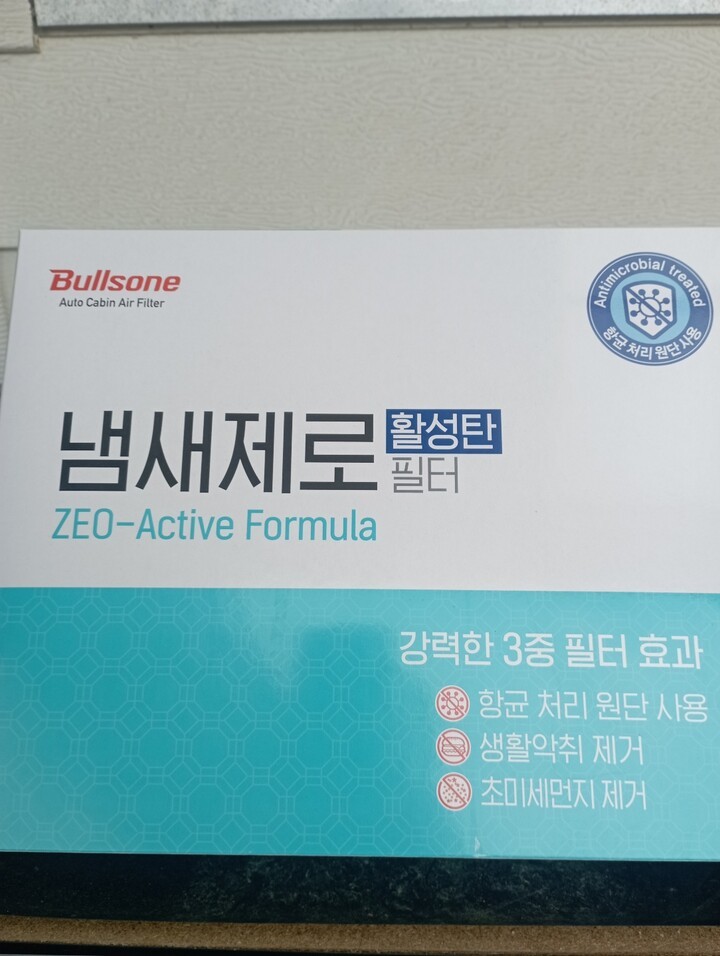 Bullsone
Auto Cabin Air Filter
Antimicrobial treated
항균 처리 원단 사용
냄새제로 활성탄
필터
ZEO-Active Formula
강력한 3중 필터 효과
항균 처리 원단 사용
생활악취 제거
초미세먼지 제거